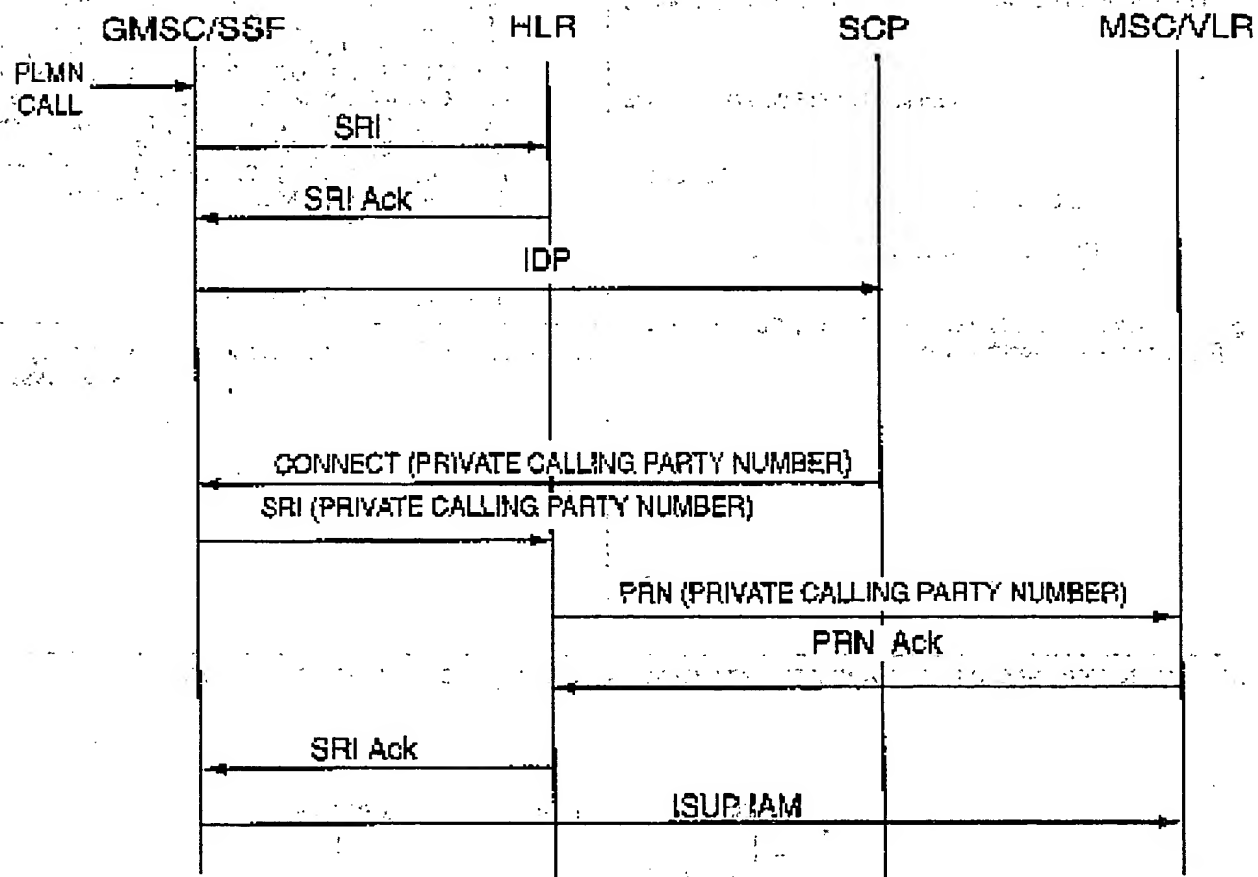 GMSC/SSF HLR SCP MSC/VLR
PLMN
CALL
SRI
SRI Ack
IDP
CONNECT (PRIVATE CALLING PARTY NUMBER)
SRI (PRIVATE CALLING PARTY NUMBER)
PRN (PRIVATE CALLING PARTY NUMBER)
PRN Ack
SRI Ack
ISUP IAM